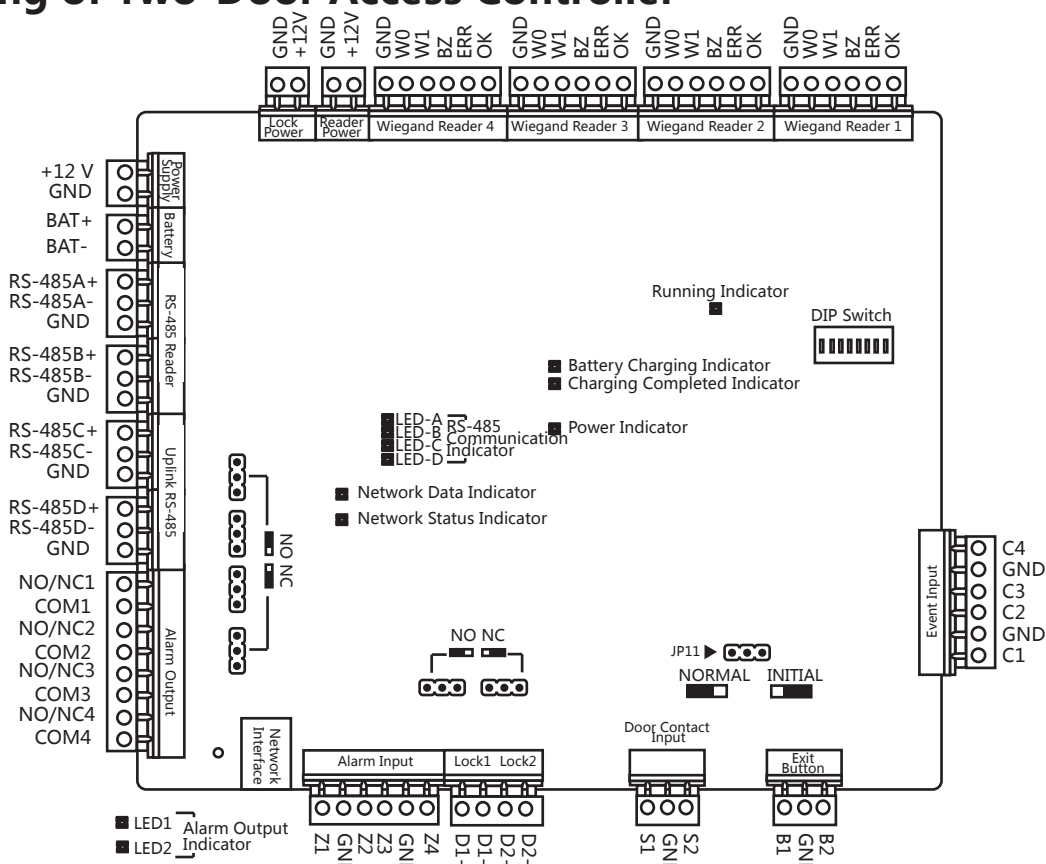 ng of Two-Door Access Controller
GND +12V
GND +12V
GND W0 W1 BZ ERR OK
GND W0 W1 BZ ERR OK
GND W0 W1 BZ ERR OK
GND W0 W1 BZ ERR OK
Lock Power
Reader Power
Wiegand Reader 4
Wiegand Reader 3
Wiegand Reader 2
Wiegand Reader 1
+12 V
GND
Power Supply
BAT+
BAT-
Battery
RS-485A+
RS-485A-
GND
RS-485B+
RS-485B-
GND
RS-485 Reader
RS-485C+
RS-485C-
GND
RS-485D+
RS-485D-
GND
Uplink RS-485
NO/NC1
COM1
NO/NC2
COM2
NO/NC3
COM3
NO/NC4
COM4
Alarm Output
Running Indicator
DIP Switch
Battery Charging Indicator
Charging Completed Indicator
Power Indicator
LED-A
LED-B
LED-C
LED-D
RS-485
Communication
Indicator
Network Data Indicator
Network Status Indicator
NO NC
NO NC
JP11
NORMAL INITIAL
Event Input
C4
GND
C3
C2
GND
C1
Network Interface
Alarm Input
Lock1 Lock2
Door Contact
Input
Exit
Button
Z1 GN Z2 Z3 GN Z4
D1- D1- D2- D2-
S1 GN S2
B1 GN B2
LED1
LED2
Alarm Output
Indicator